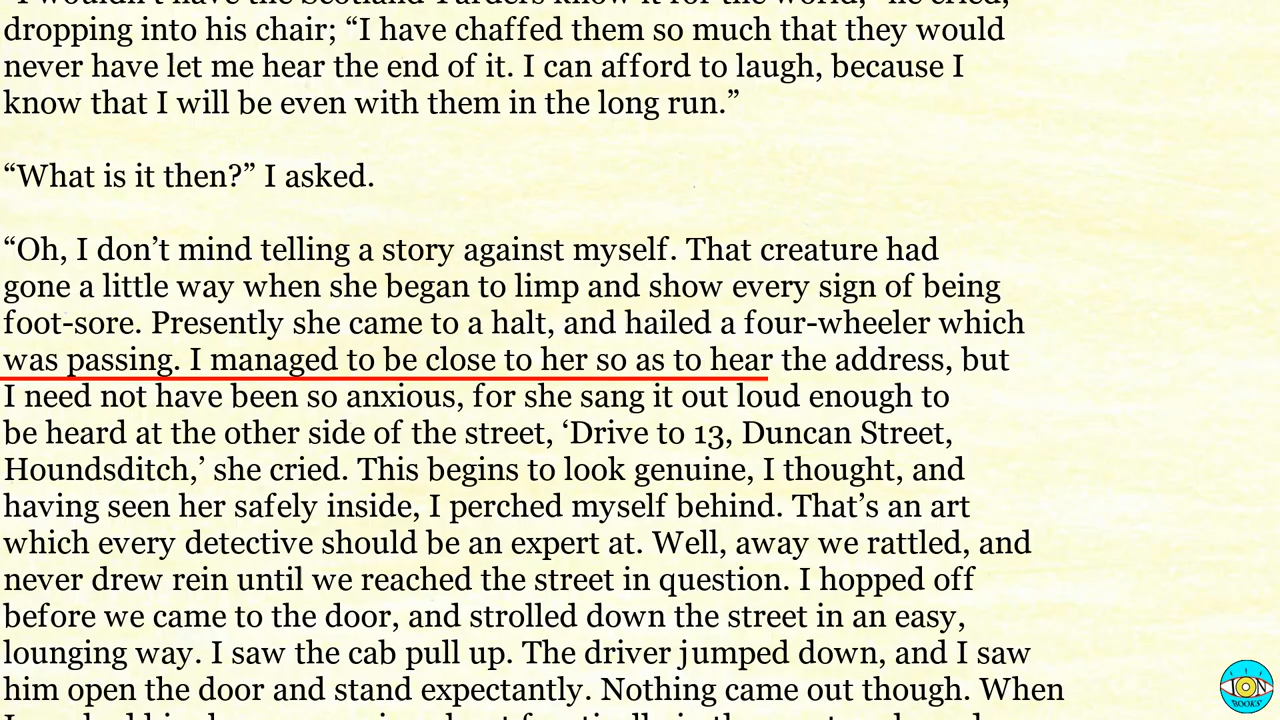 dropping into his chair; “I have chaffed them so much that they would
never have let me hear the end of it. I can afford to laugh, because I
know that I will be even with them in the long run.”
“What is it then?” I asked.
“Oh, I don’t mind telling a story against myself. That creature had
gone a little way when she began to limp and show every sign of being
foot-sore. Presently she came to a halt, and hailed a four-wheeler which
was passing. I managed to be close to her so as to hear the address, but
I need not have been so anxious, for she sang it out loud enough to
be heard at the other side of the street, ‘Drive to 13, Duncan Street,
Houndsditch,’ she cried. This begins to look genuine, I thought, and
having seen her safely inside, I perched myself behind. That’s an art
which every detective should be an expert at. Well, away we rattled, and
never drew rein until we reached the street in question. I hopped off
before we came to the door, and strolled down the street in an easy,
lounging way. I saw the cab pull up. The driver jumped down, and I saw
him open the door and stand expectantly. Nothing came out though. When
ION
BOOKS